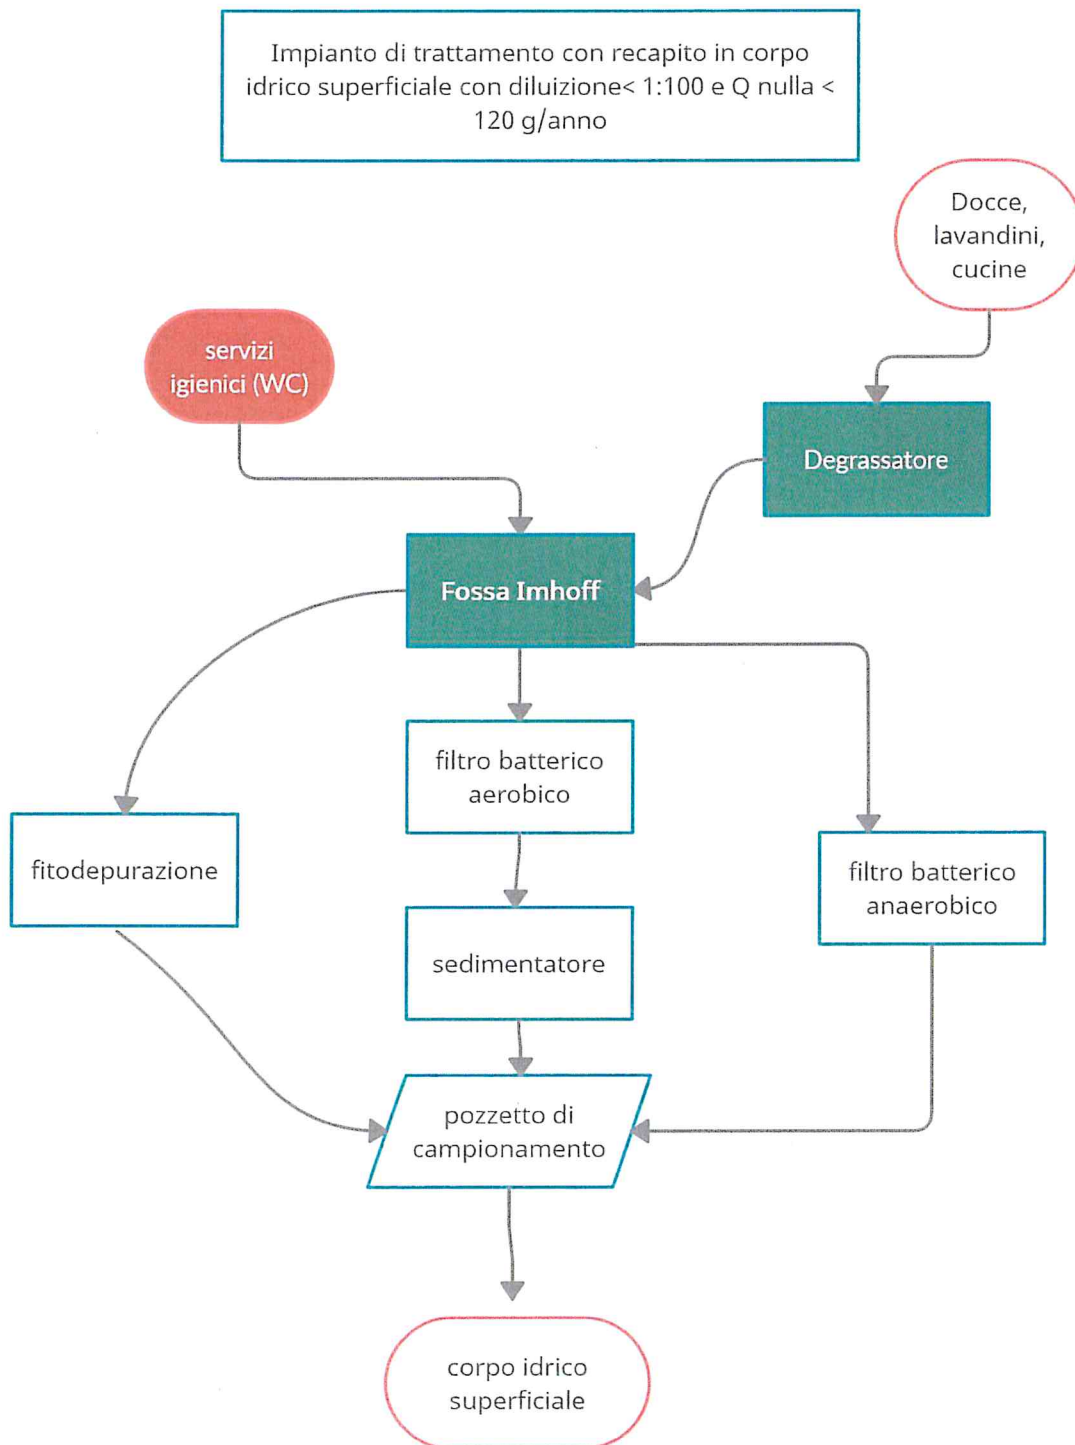 Impianto di trattamento con recapito in corpo
idrico superficiale con diluizione< 1:100 e Q nulla <
120 g/anno
Docce,
lavandini,
cucine
servizi
igienici (WC)
Degrassatore
Fossa Imhoff
filtro batterico
aerobico
fitodepurazione
filtro batterico
anaerobico
sedimentatore
pozzetto di
campionamento
corpo idrico
superficiale